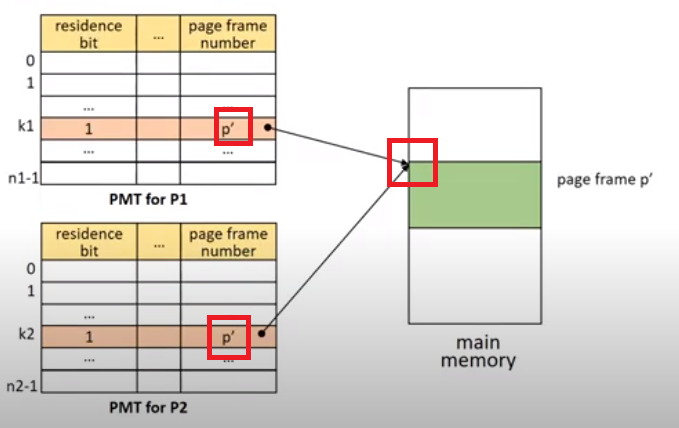 residence bit
...
page frame number
0
1
... ...
k1
1
p’
... ...
n1-1
PMT for P1
page frame p’
residence bit
...
page frame number
0
1
...
k2
1
p’
... ...
n2-1
PMT for P2
main
memory